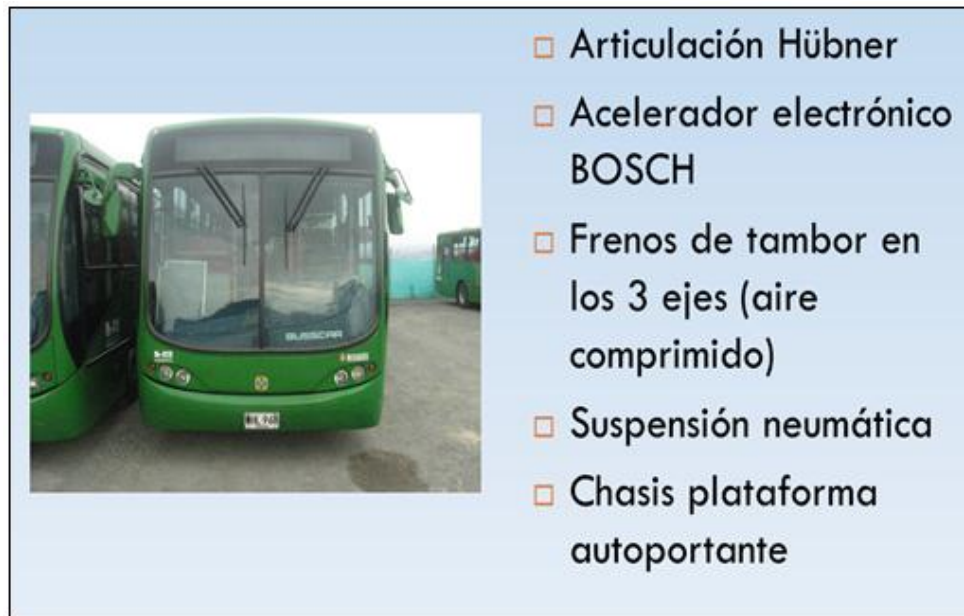 Articulación Hübner
Acelerador electrónico
BOSCH
Frenos de tambor en
los 3 ejes (aire
comprimido)
Suspensión neumática
Chasis plataforma
autoportante
BUSSCAR